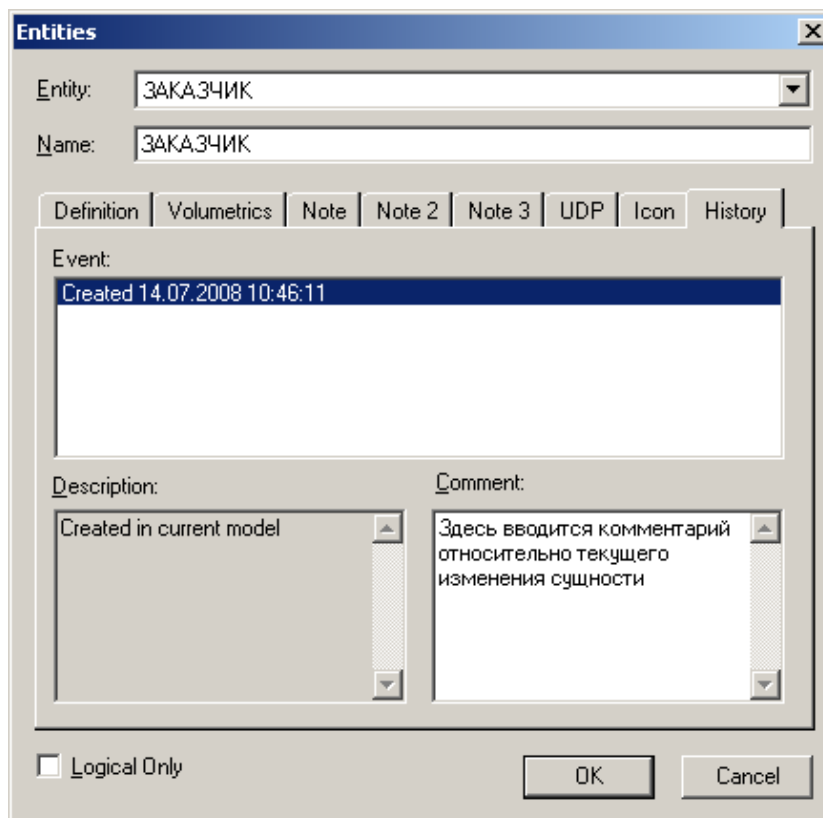 Entities
Entity: ЗАКАЗЧИК
Name: ЗАКАЗЧИК
Definition Volumetrics Note Note 2 Note 3 UDP Icon History
Event:
Created 14.07.2008 10:46:11
Description:
Created in current model
Comment:
Здесь вводится комментарий
относительно текущего
изменения сущности
Logical Only
OK Cancel